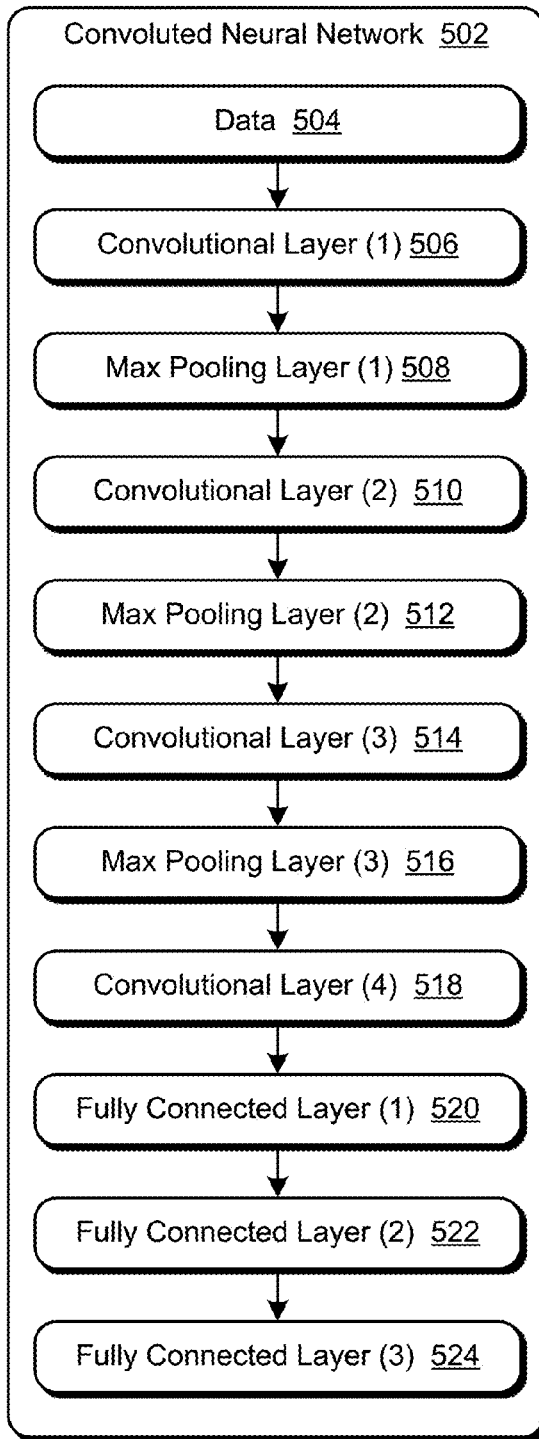 Convoluted Neural Network 502
Data 504
Convolutional Layer (1) 506
Max Pooling Layer (1) 508
Convolutional Layer (2) 510
Max Pooling Layer (2) 512
Convolutional Layer (3) 514
Max Pooling Layer (3) 516
Convolutional Layer (4) 518
Fully Connected Layer (1) 520
Fully Connected Layer (2) 522
Fully Connected Layer (3) 524